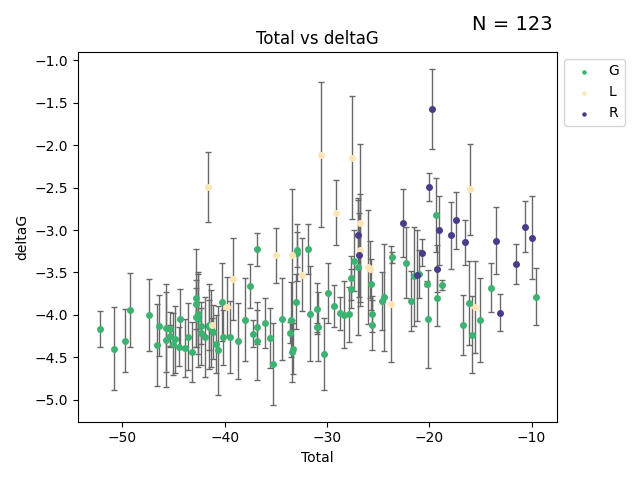 N = 123
Total vs deltaG
−1.0
−1.5
−2.0
−2.5
−3.0
−3.5
−4.0
−4.5
−5.0
deltaG
−50
−40
−30
−20
−10
Total
G
L
R